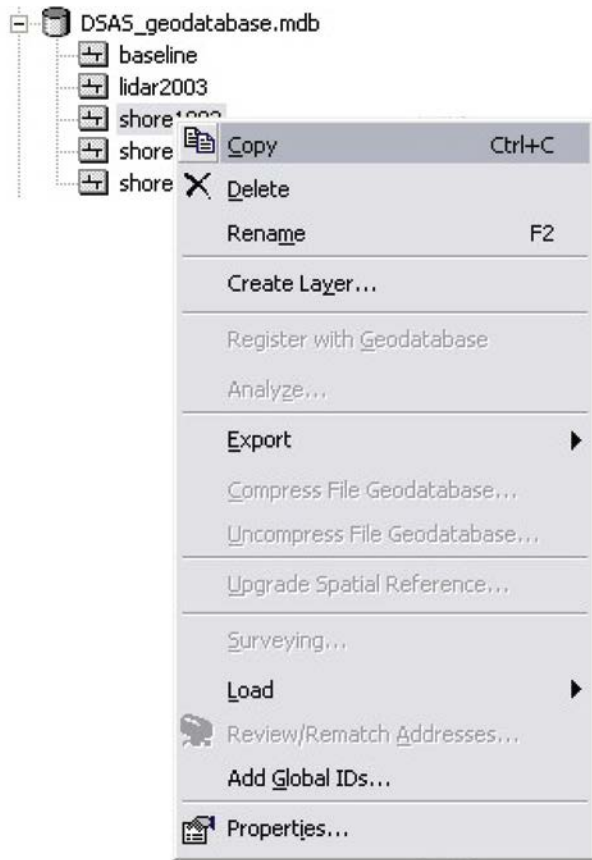 DSAS_geodatabase.mdb
baseline
lidar2003
shore
shore
shore
Copy Ctrl+C
Delete
Rename F2
Create Layer...
Register with Geodatabase
Analyze...
Export
Compress File Geodatabase...
Uncompress File Geodatabase...
Upgrade Spatial Reference...
Surveying...
Load
Review/Rematch Addresses...
Add Global IDs...
Properties...